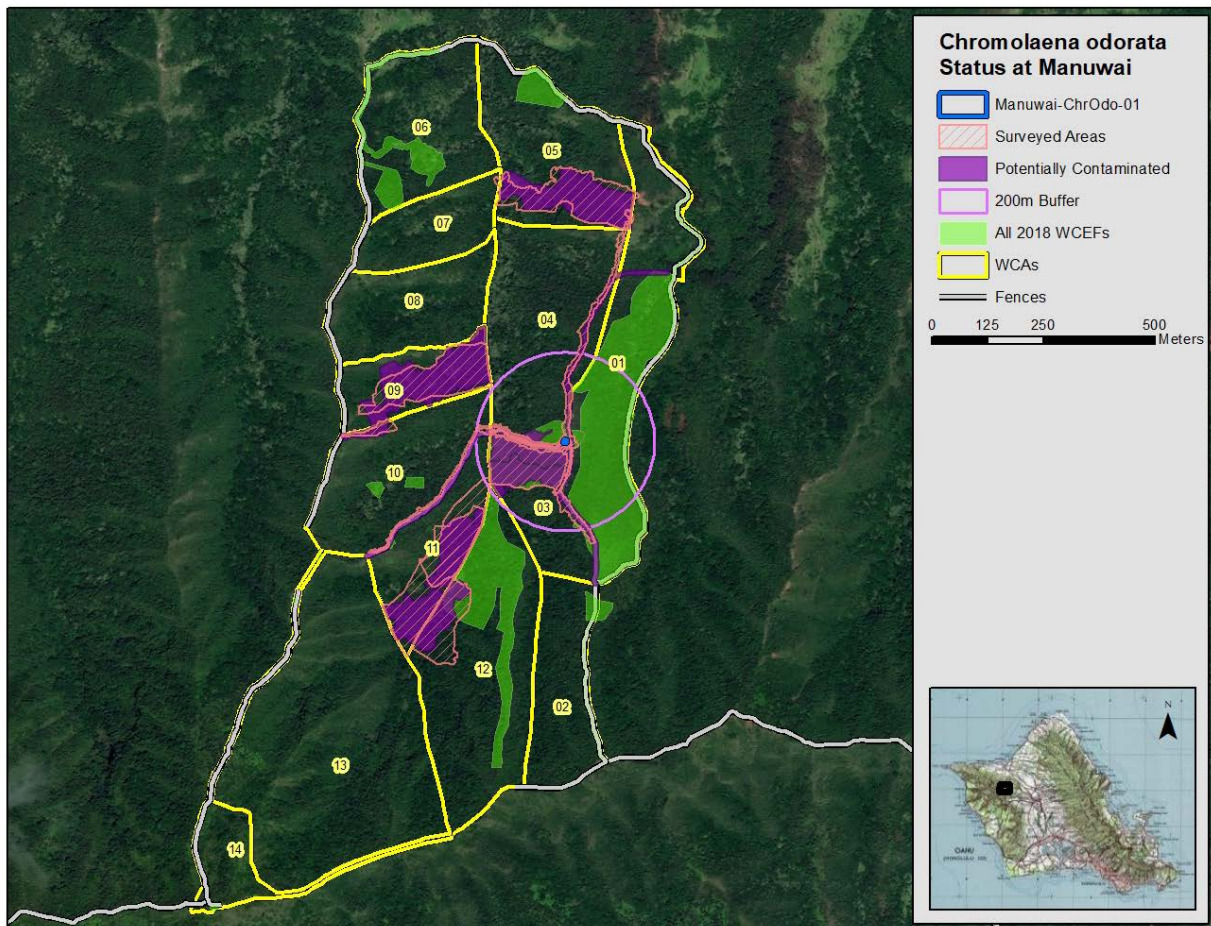 Chromolaena odorata
Status at Manuwai
Manuwai-ChrOdo-01
Surveyed Areas
Potentially Contaminated
200m Buffer
All 2018 WCEFs
WCAs
Fences
0 125 250 500
Meters
06
05
07
04
08
01
09
10
03
11
12
02
13
14
N
OAHU